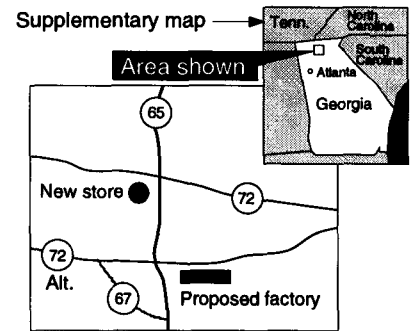 Supplementary map
Tenn.
North
Carolina
South
Carolina
Area shown
Atlanta
Georgia
65
New store
72
72
Alt.
67
Proposed factory